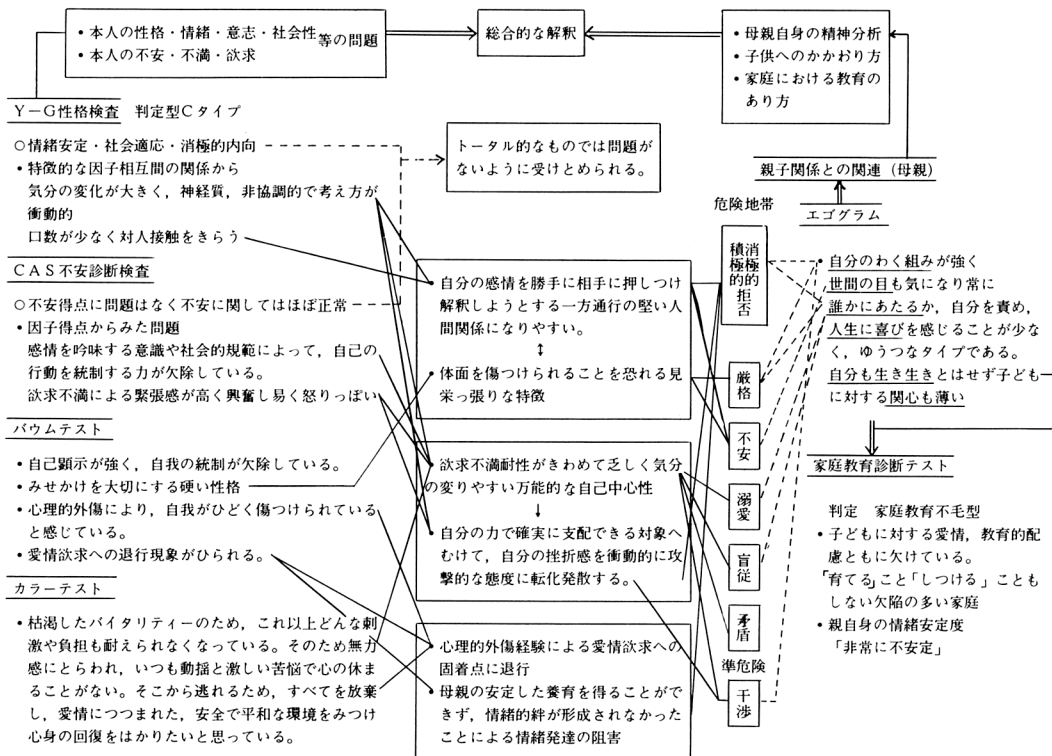 • 本人の性格・情緒・意志・社会性
• 本人の不安・不満・欲求
等の問題
総合的な解釈
• 母親自身の精神分析
• 子供へのかかおり方
• 家庭における教育の
あり方
Y−G性格検査 判定型Cタイプ
○情緒安定・社会適応・消極的内向
• 特徴的な因子相互間の関係から
気分の変化が大きく，神経質，非協調的で考え方が
衝動的
口数が少なく対人接触をきらう
トータル的なものでは問題が
ないように受けとめられる。
CAS不安診断検査
○不安得点に問題はなく不安に関してはほぼ正常
• 因子得点からみた問題
感情を吟味する意識や社会的規範によって，自己の
行動を統制する力が欠除している。
欲求不満による緊張感が高く興奮し易く怒りっぽい
バウムテスト
• 自己顕示が強く，自我の統制が欠除している。
• みせかけを大切にする硬い性格
• 心理的外傷により，自我がひどく傷つけられている
と感じている。
• 愛情欲求への退行現象がひられる。
カラーテスト
• 枯渇したバイタリティーのため，これ以上どんな刺
激や負担も耐えられなくなっている。そのため無力
感にとらわれ，いつも動揺と激しい苦悩で心の休ま
ることがない。そこから逃れるため，すべてを放棄
し，愛情につつまれた，安全で平和な環境をみつけ
心身の回復をはかりたいと思っている。
• 自分の感情を勝手に相手に押しつけ
解釈しようとする一方通行の堅い人
間関係になりやすい。
↕
• 体面を傷つけられることを恐れる見
栄っ張りな特徴
• 欲求不満耐性がきわめて乏しく気分
の変りやすい万能的な自己中心性
↓
• 自分の力で確実に支配できる対象へ
むけて，自分の挫折感を衝動的に攻
撃的な態度に転化発散する。
• 心理的外傷経験による愛情欲求への
固着点に退行
• 母親の安定した養育を得ることがで
きず，情緒的絆が形成されなかった
ことによる情緒発達の阻害
危険地帯
消極的
積極的
拒否
厳格
不安
溺愛
盲従
矛盾
準危険
干渉
親子関係との関連（母親）
エゴグラム
• 自分のわく組みが強く
世間の目も気になり常に
誰かにあたるか，自分を責め，
人生に喜びを感じることが少な
く，ゆうつなタイプである。
自分も生き生きとはせず子ども
に対する関心も薄い
家庭教育診断テスト
判定 家庭教育不毛型
• 子どもに対する愛情，教育的配
慮ともに欠けている。
「育てる」こと「しつける」ことも
しない欠陥の多い家庭
• 親自身の情緒安定度
「非常に不安定」